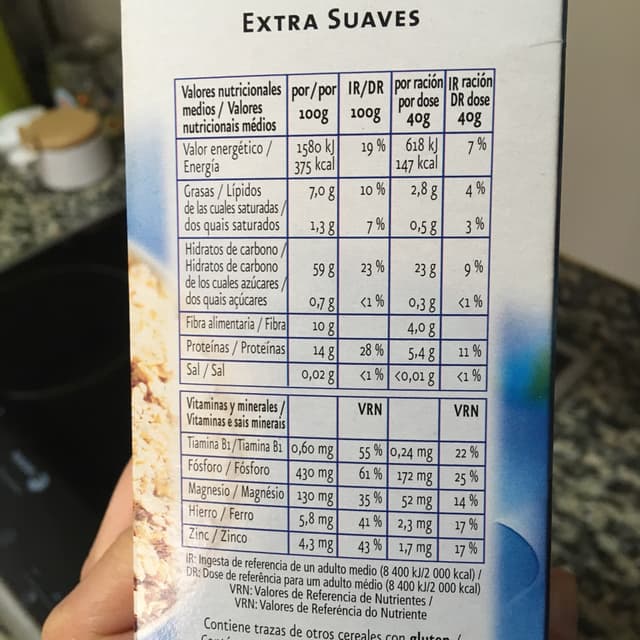 EXTRA SUAVES
Valores nutricionales medios / Valores nutricionais médios por/por 100g IR/DR 100g por ración por dose 40g IR ración DR dose 40g
Valor energético / Energía 1580 kJ 375 kcal 19 % 618 kJ 147 kcal 7 %
Grasas / Lípidos 7,0 g 10 % 2,8 g 4 %
de las cuales saturadas / dos quais saturados 1,3 g 7 % 0,5 g 3 %
Hidratos de carbono / Hidratos de carbono 59 g 23 % 23 g 9 %
de los cuales azúcares / dos quais açúcares 0,7 g <1 % 0,3 g <1 %
Fibra alimentaria / Fibra 10 g 4,0 g
Proteínas / Proteínas 14 g 28 % 5,4 g 11 %
Sal / Sal 0,02 g <1 % <0,01 g <1 %
Vitaminas y minerales / Vitaminas e sais minerais VRN VRN
Tiamina B1/Tiamina B1 0,60 mg 55 % 0,24 mg 22 %
Fósforo / Fósforo 430 mg 61 % 172 mg 25 %
Magnesio / Magnésio 130 mg 35 % 52 mg 14 %
Hierro / Ferro 5,8 mg 41 % 2,3 mg 17 %
Zinc / Zinco 4,3 mg 43 % 1,7 mg 17 %
IR: Ingesta de referencia de un adulto medio (8 400 kJ/2 000 kcal) /
DR: Dose de referência para um adulto médio (8 400 kJ/2 000 kcal)
VRN: Valores de Referencia de Nutrientes /
VRN: Valores de Referéncia do Nutriente
Contiene trazas de otros cereales con gluten /